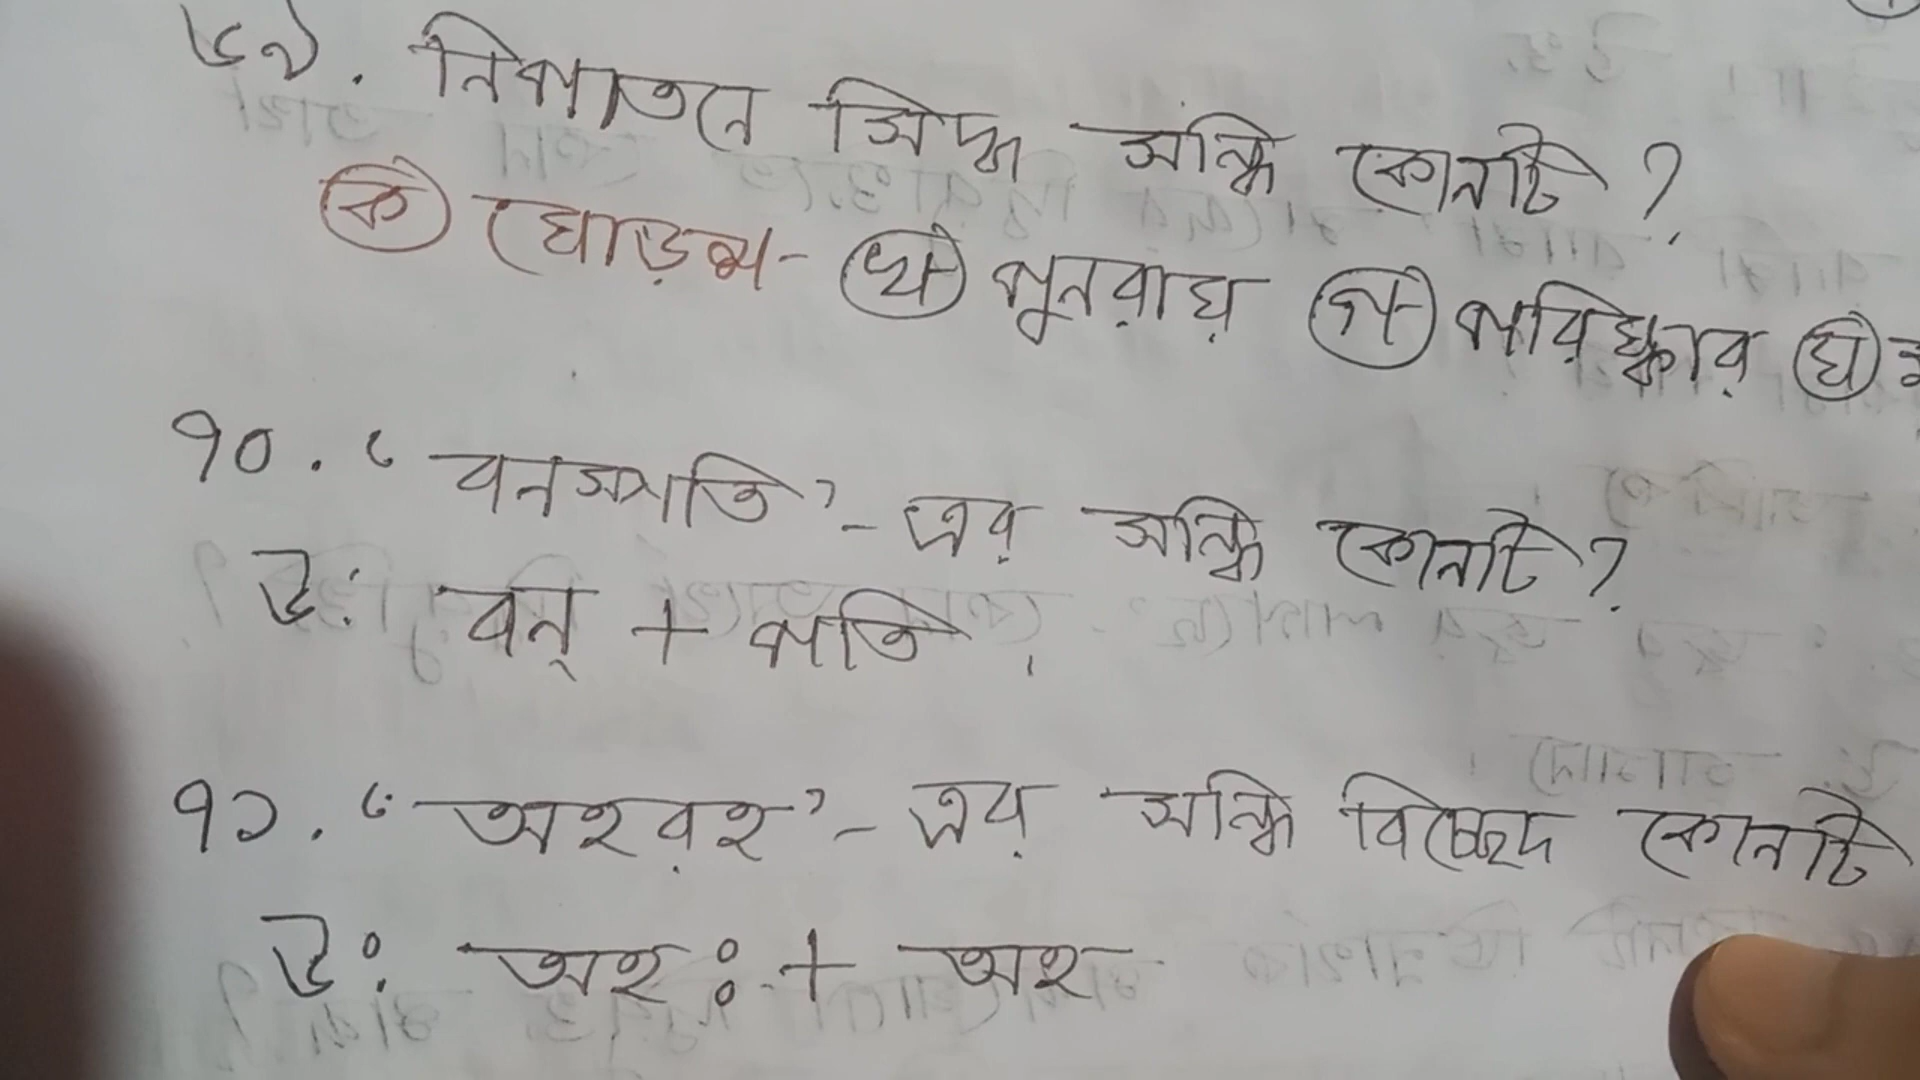 ৬৯. নিপাতনে সিদ্ধ সন্ধি কোনটি?
ক ষোড়শ- খ পুনরায় গ পরিষ্কার ঘ
৭০. ‘বনস্পতি’- এর সন্ধি কোনটি?
উ: বন্ + পতি
৭১. ‘অহরহ’- এর সন্ধি বিচ্ছেদ কোনটি
উঃ অহঃ + অহ